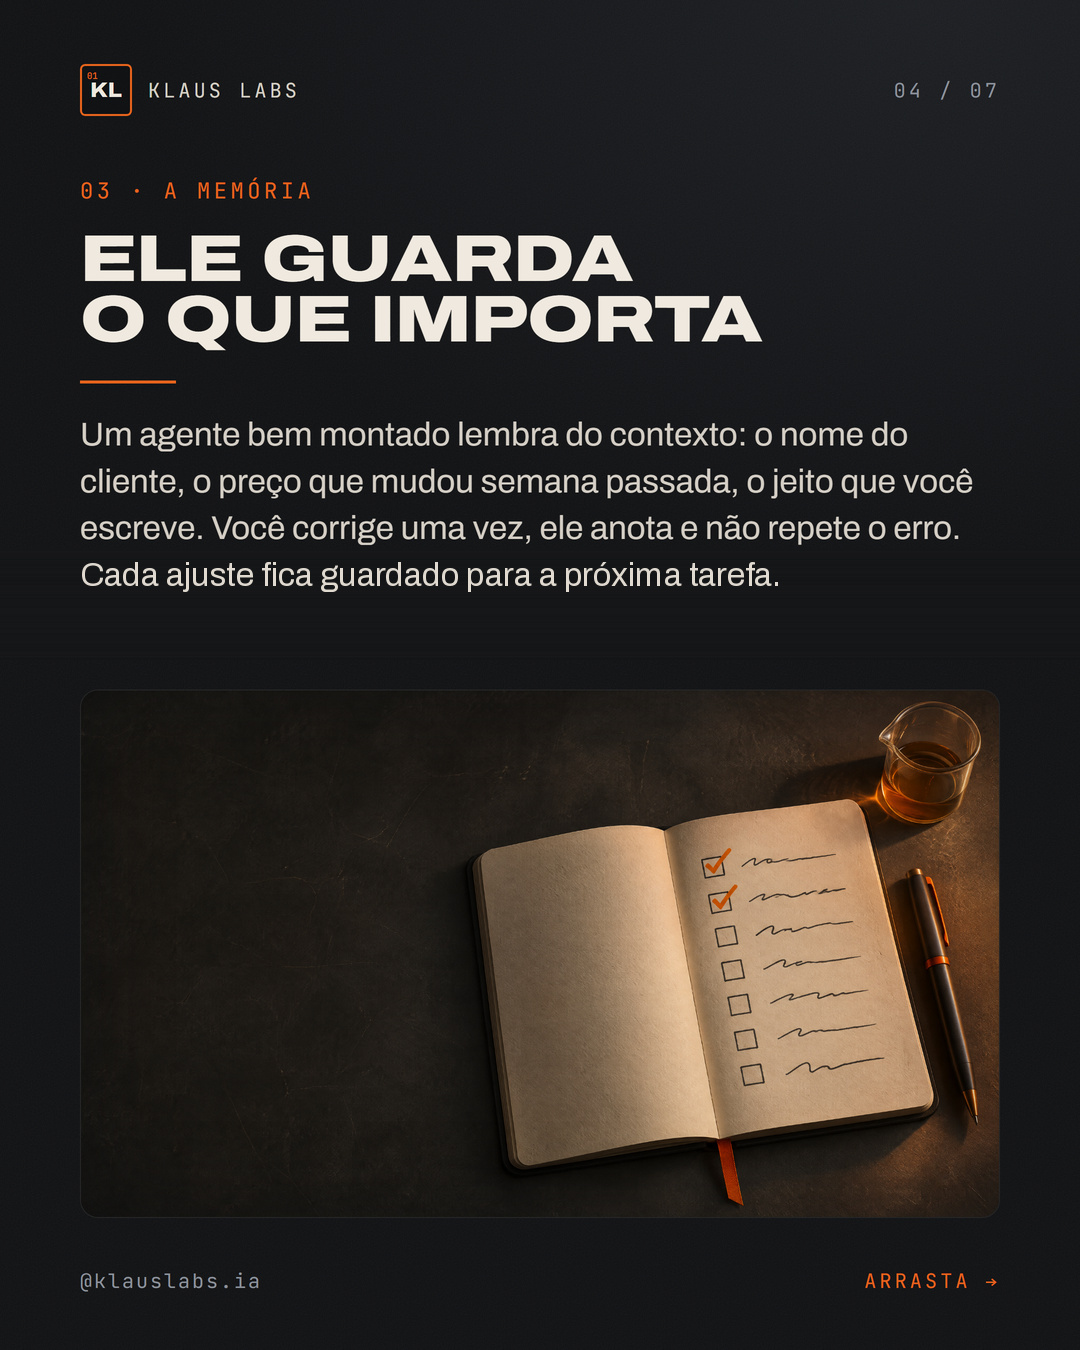 01
KL
KLAUS LABS
04 / 07
03 · A MEMÓRIA
ELE GUARDA
O QUE IMPORTA
Um agente bem montado lembra do contexto: o nome do
cliente, o preço que mudou semana passada, o jeito que você
escreve. Você corrige uma vez, ele anota e não repete o erro.
Cada ajuste fica guardado para a próxima tarefa.
@klauslabs.ia
ARRASTA →